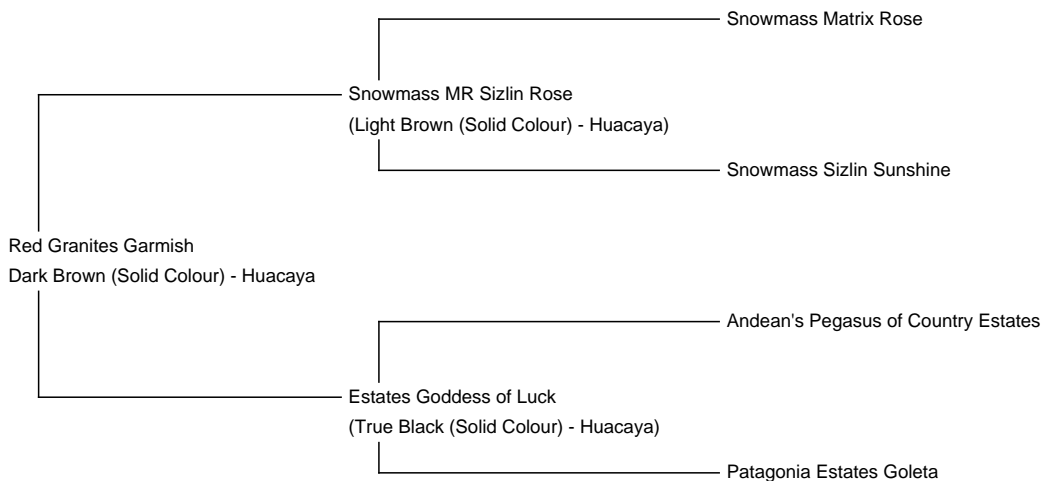 Snowmass Matrix Rose
Snowmass MR Sizlin Rose
(Light Brown (Solid Colour) - Huacaya)
Snowmass Sizlin Sunshine
Red Granites Garmish
Dark Brown (Solid Colour) - Huacaya
Andean's Pegasus of Country Estates
Estates Goddess of Luck
(True Black (Solid Colour) - Huacaya)
Patagonia Estates Goleta